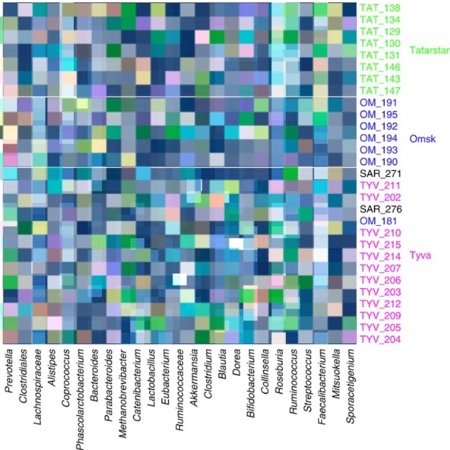 TAT_138
TAT_134
TAT_129
TAT_130
TAT_131
TAT_146
TAT_143
TAT_147
Tatarstar
OM_191
OM_195
OM_192
OM_194
OM_193
OM_190
Omsk
SAR_271
TYV_211
TYV_202
SAR_276
OM_181
TYV_210
TYV_215
TYV_214
TYV_207
TYV_206
TYV_203
TYV_212
TYV_209
TYV_205
TYV_204
Tyva
Prevotella
Clostridiales
Lachnospiraceae
Alistipes
Coprococcus
Phascolarctobacterium
Bacteroides
Parabacteroides
Methanobrevibacter
Catenibacterium
Lactobacillus
Eubacterium
Ruminococcaceae
Akkermansia
Clostridium
Blautia
Dorea
Bifidobacterium
Collinsella
Roseburia
Ruminococcus
Streptococcus
Faecalibacterium
Mitsuokella
Sporacetigenium